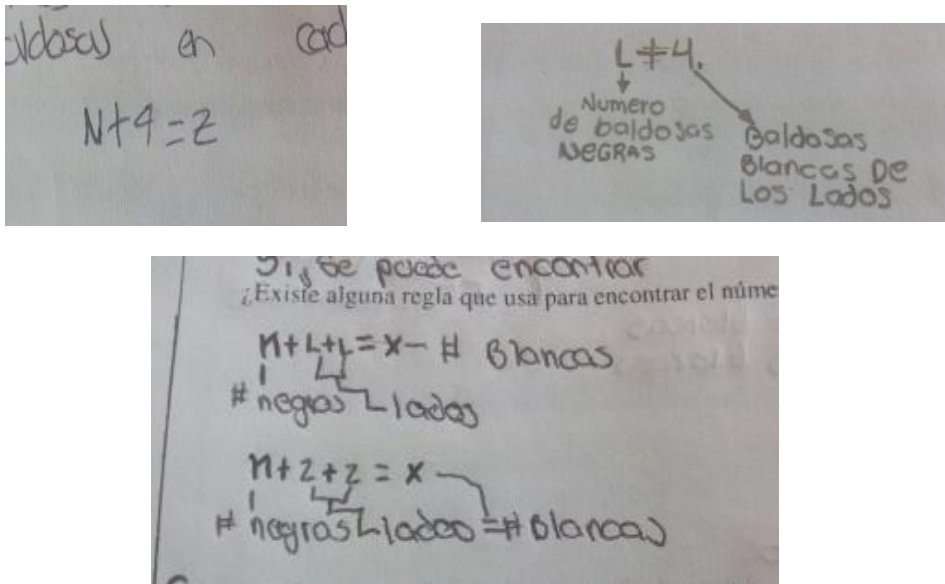 aldosas en cad
N+4=Z
L+4.
Numero
de baldosas
NEGRAS
Baldosas
Blancas De
Los Lados
Si, se puede encontrar
¿Existe alguna regla que usa para encontrar el núme
n+L+L=x- # Blancas
# negras lados
n+2+2=x
# negras lados =# Blancas